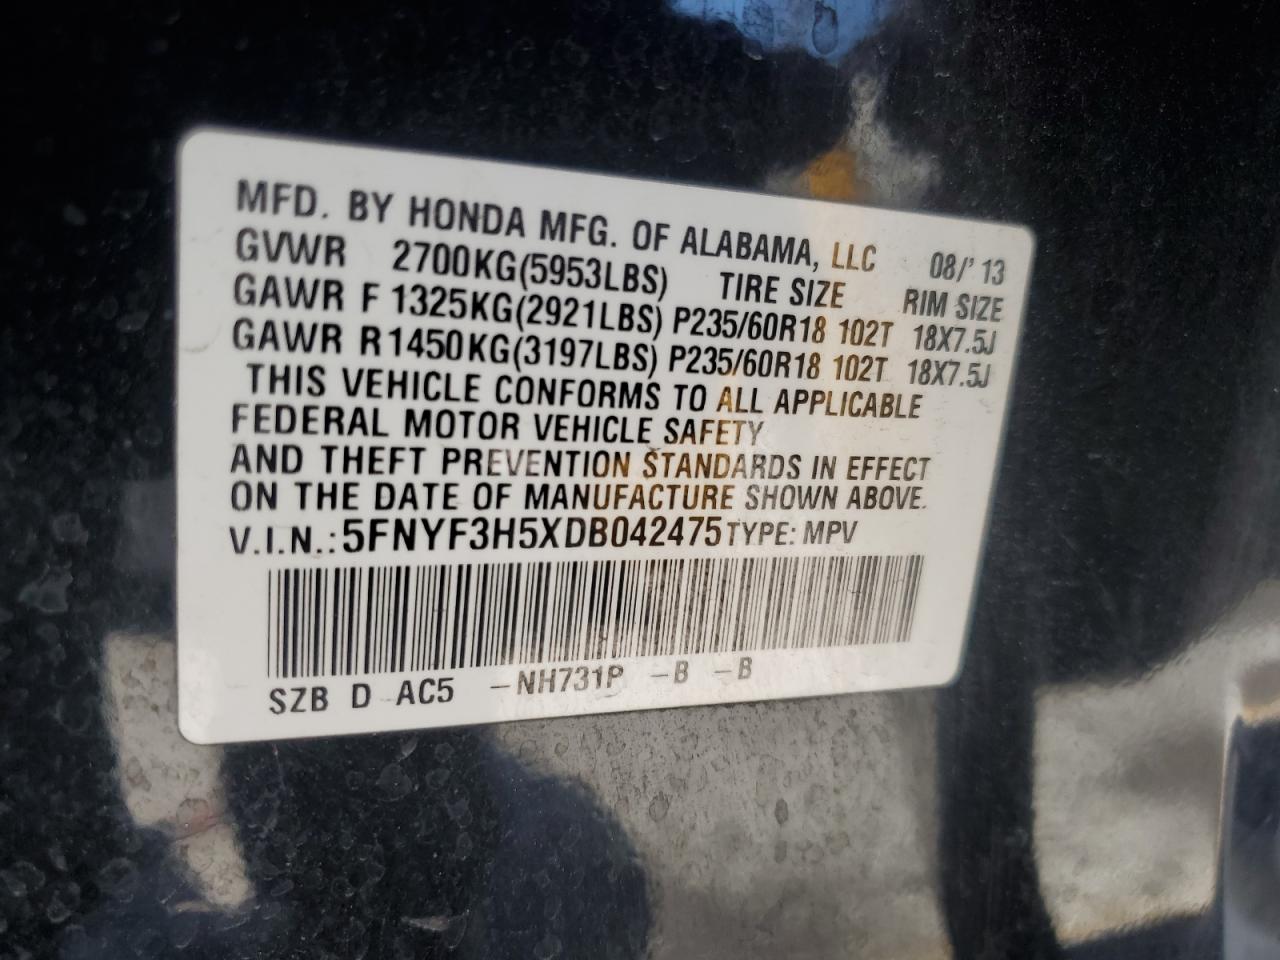 MFD. BY HONDA MFG. OF ALABAMA, LLC 08/'13
GVWR 2700KG(5953LBS) TIRE SIZE RIM SIZE
GAWR F 1325KG(2921LBS) P235/60R18 102T 18X7.5J
GAWR R1450KG(3197LBS) P235/60R18 102T 18X7.5J
THIS VEHICLE CONFORMS TO ALL APPLICABLE
FEDERAL MOTOR VEHICLE SAFETY
AND THEFT PREVENTION STANDARDS IN EFFECT
ON THE DATE OF MANUFACTURE SHOWN ABOVE.
V.I.N.:5FNYF3H5XDB042475 TYPE: MPV
SZB D AC5 -NH731P -B -B